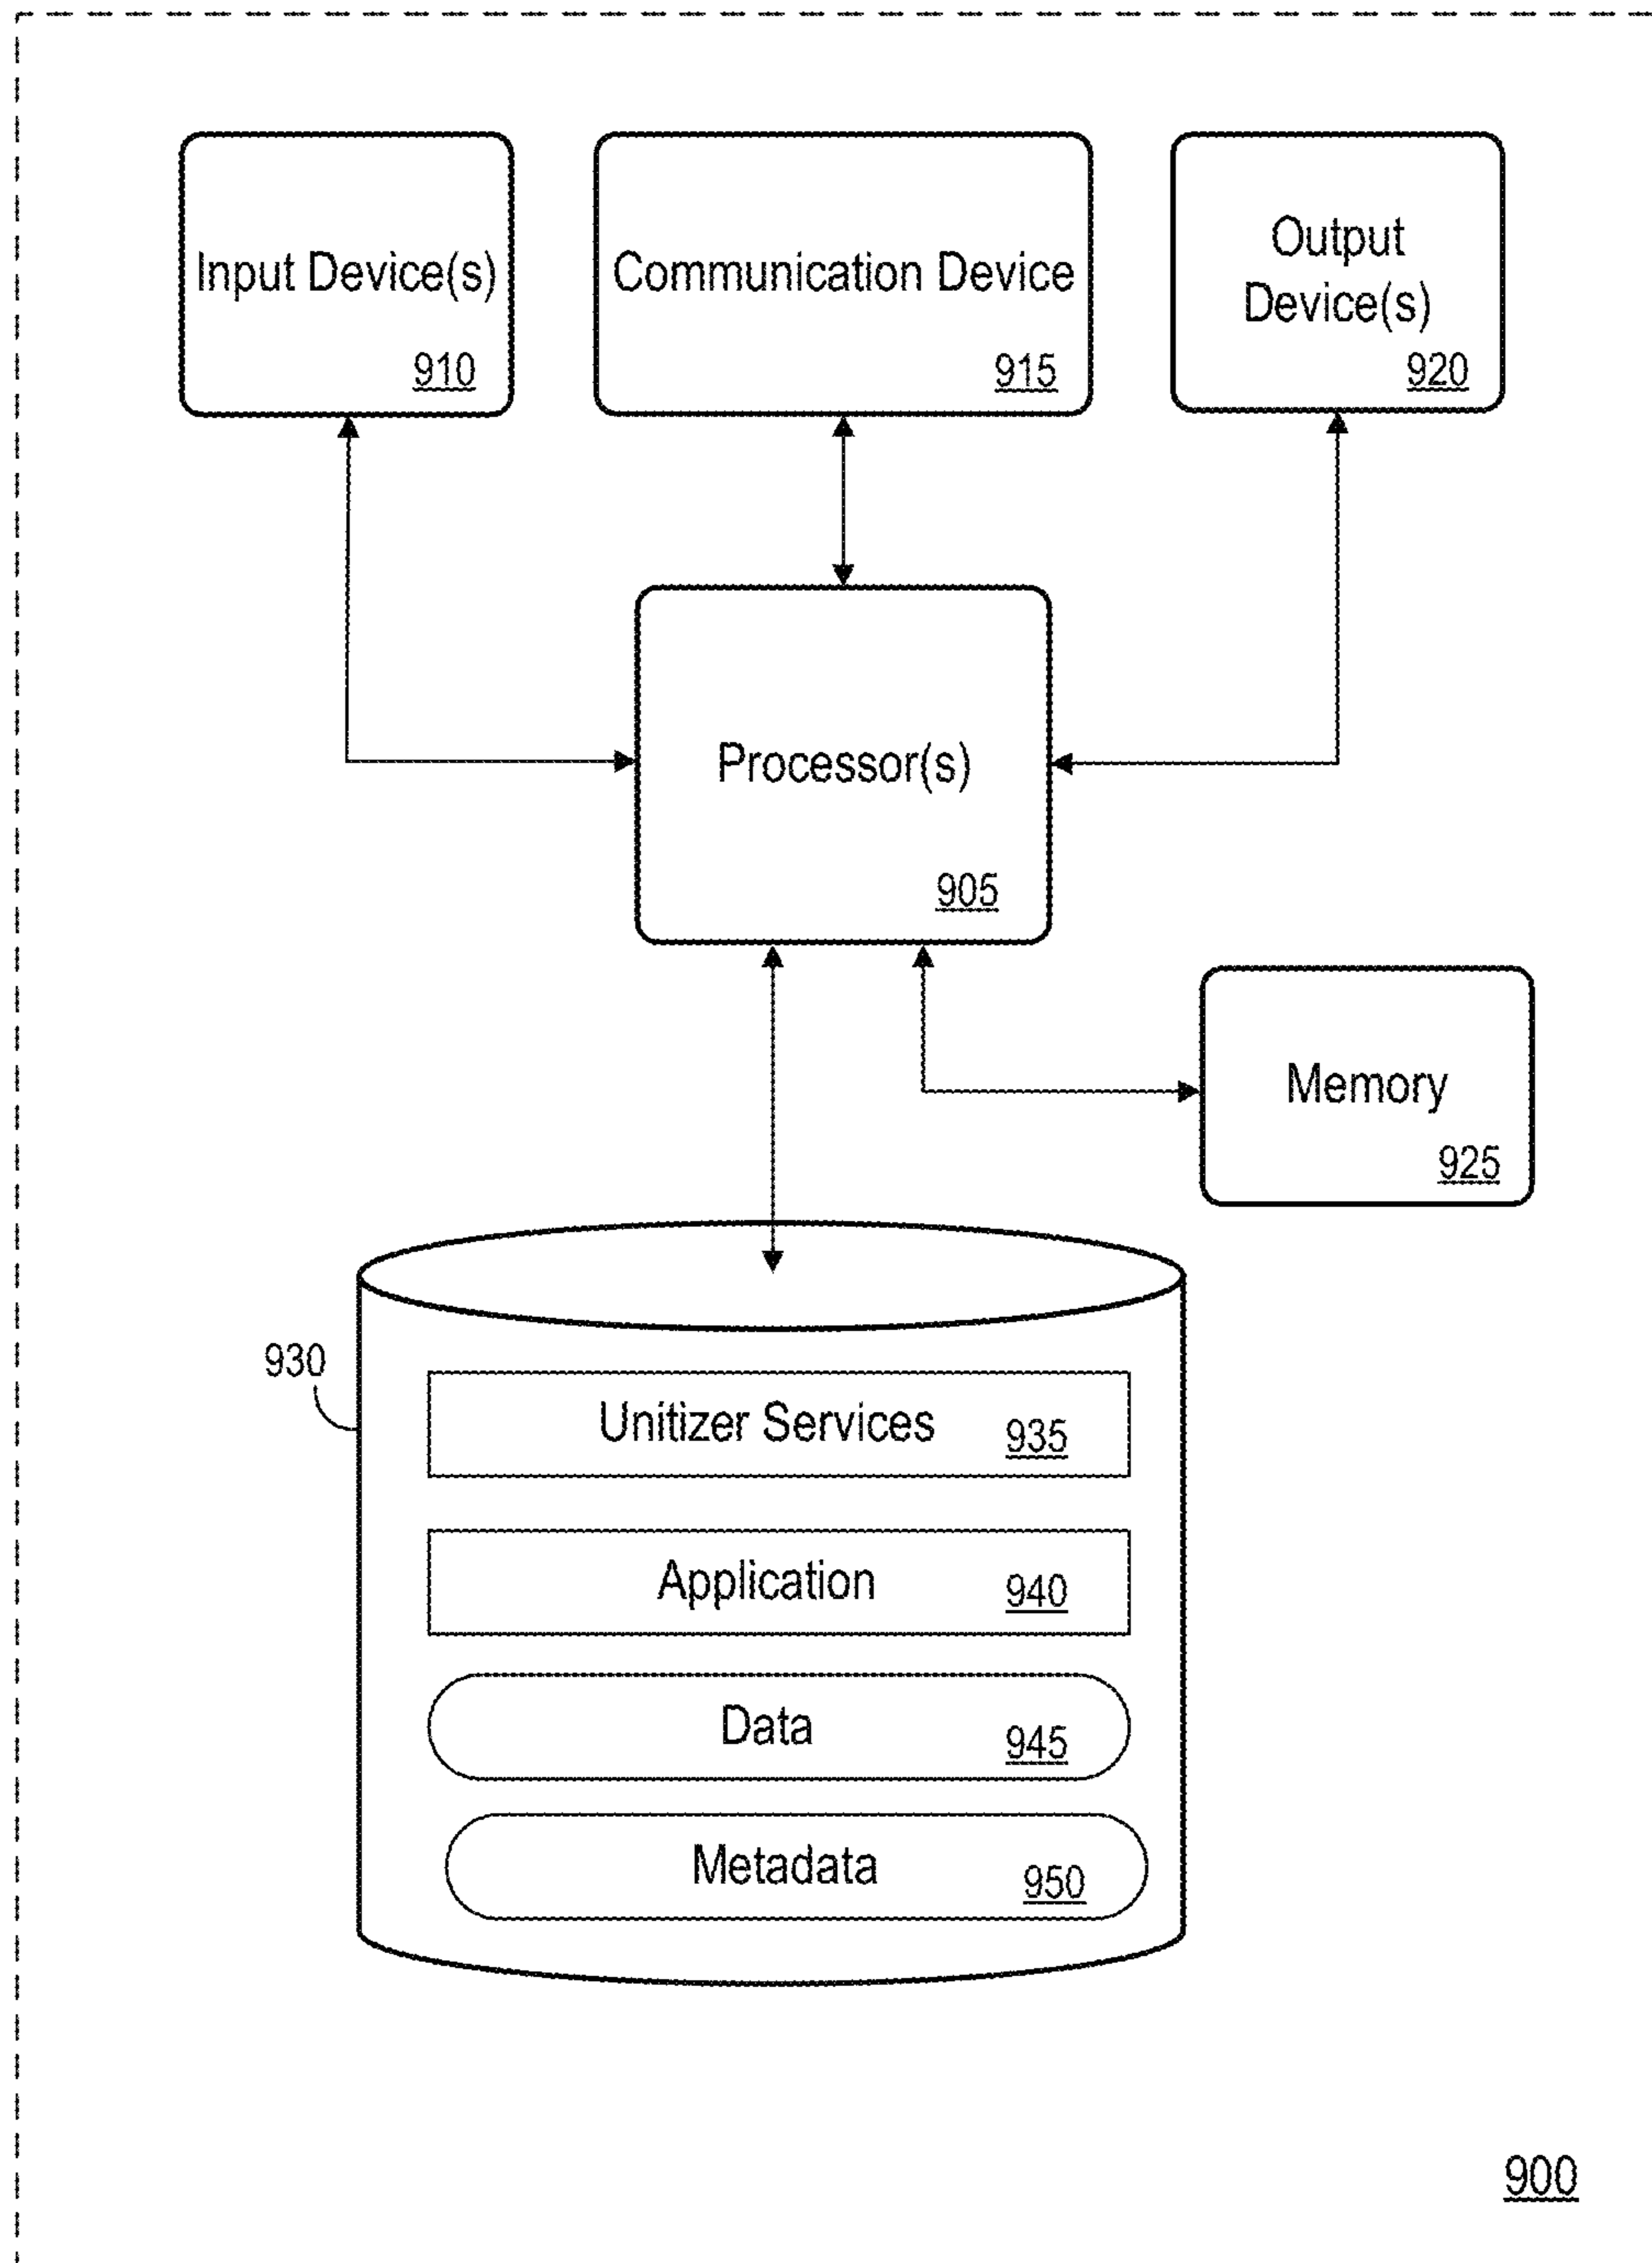 Input Device(s)
910
Communication Device
915
Output
Device(s)
920
Processor(s)
905
Memory
925
930
Unitizer Services 935
Application 940
Data 945
Metadata 950
900